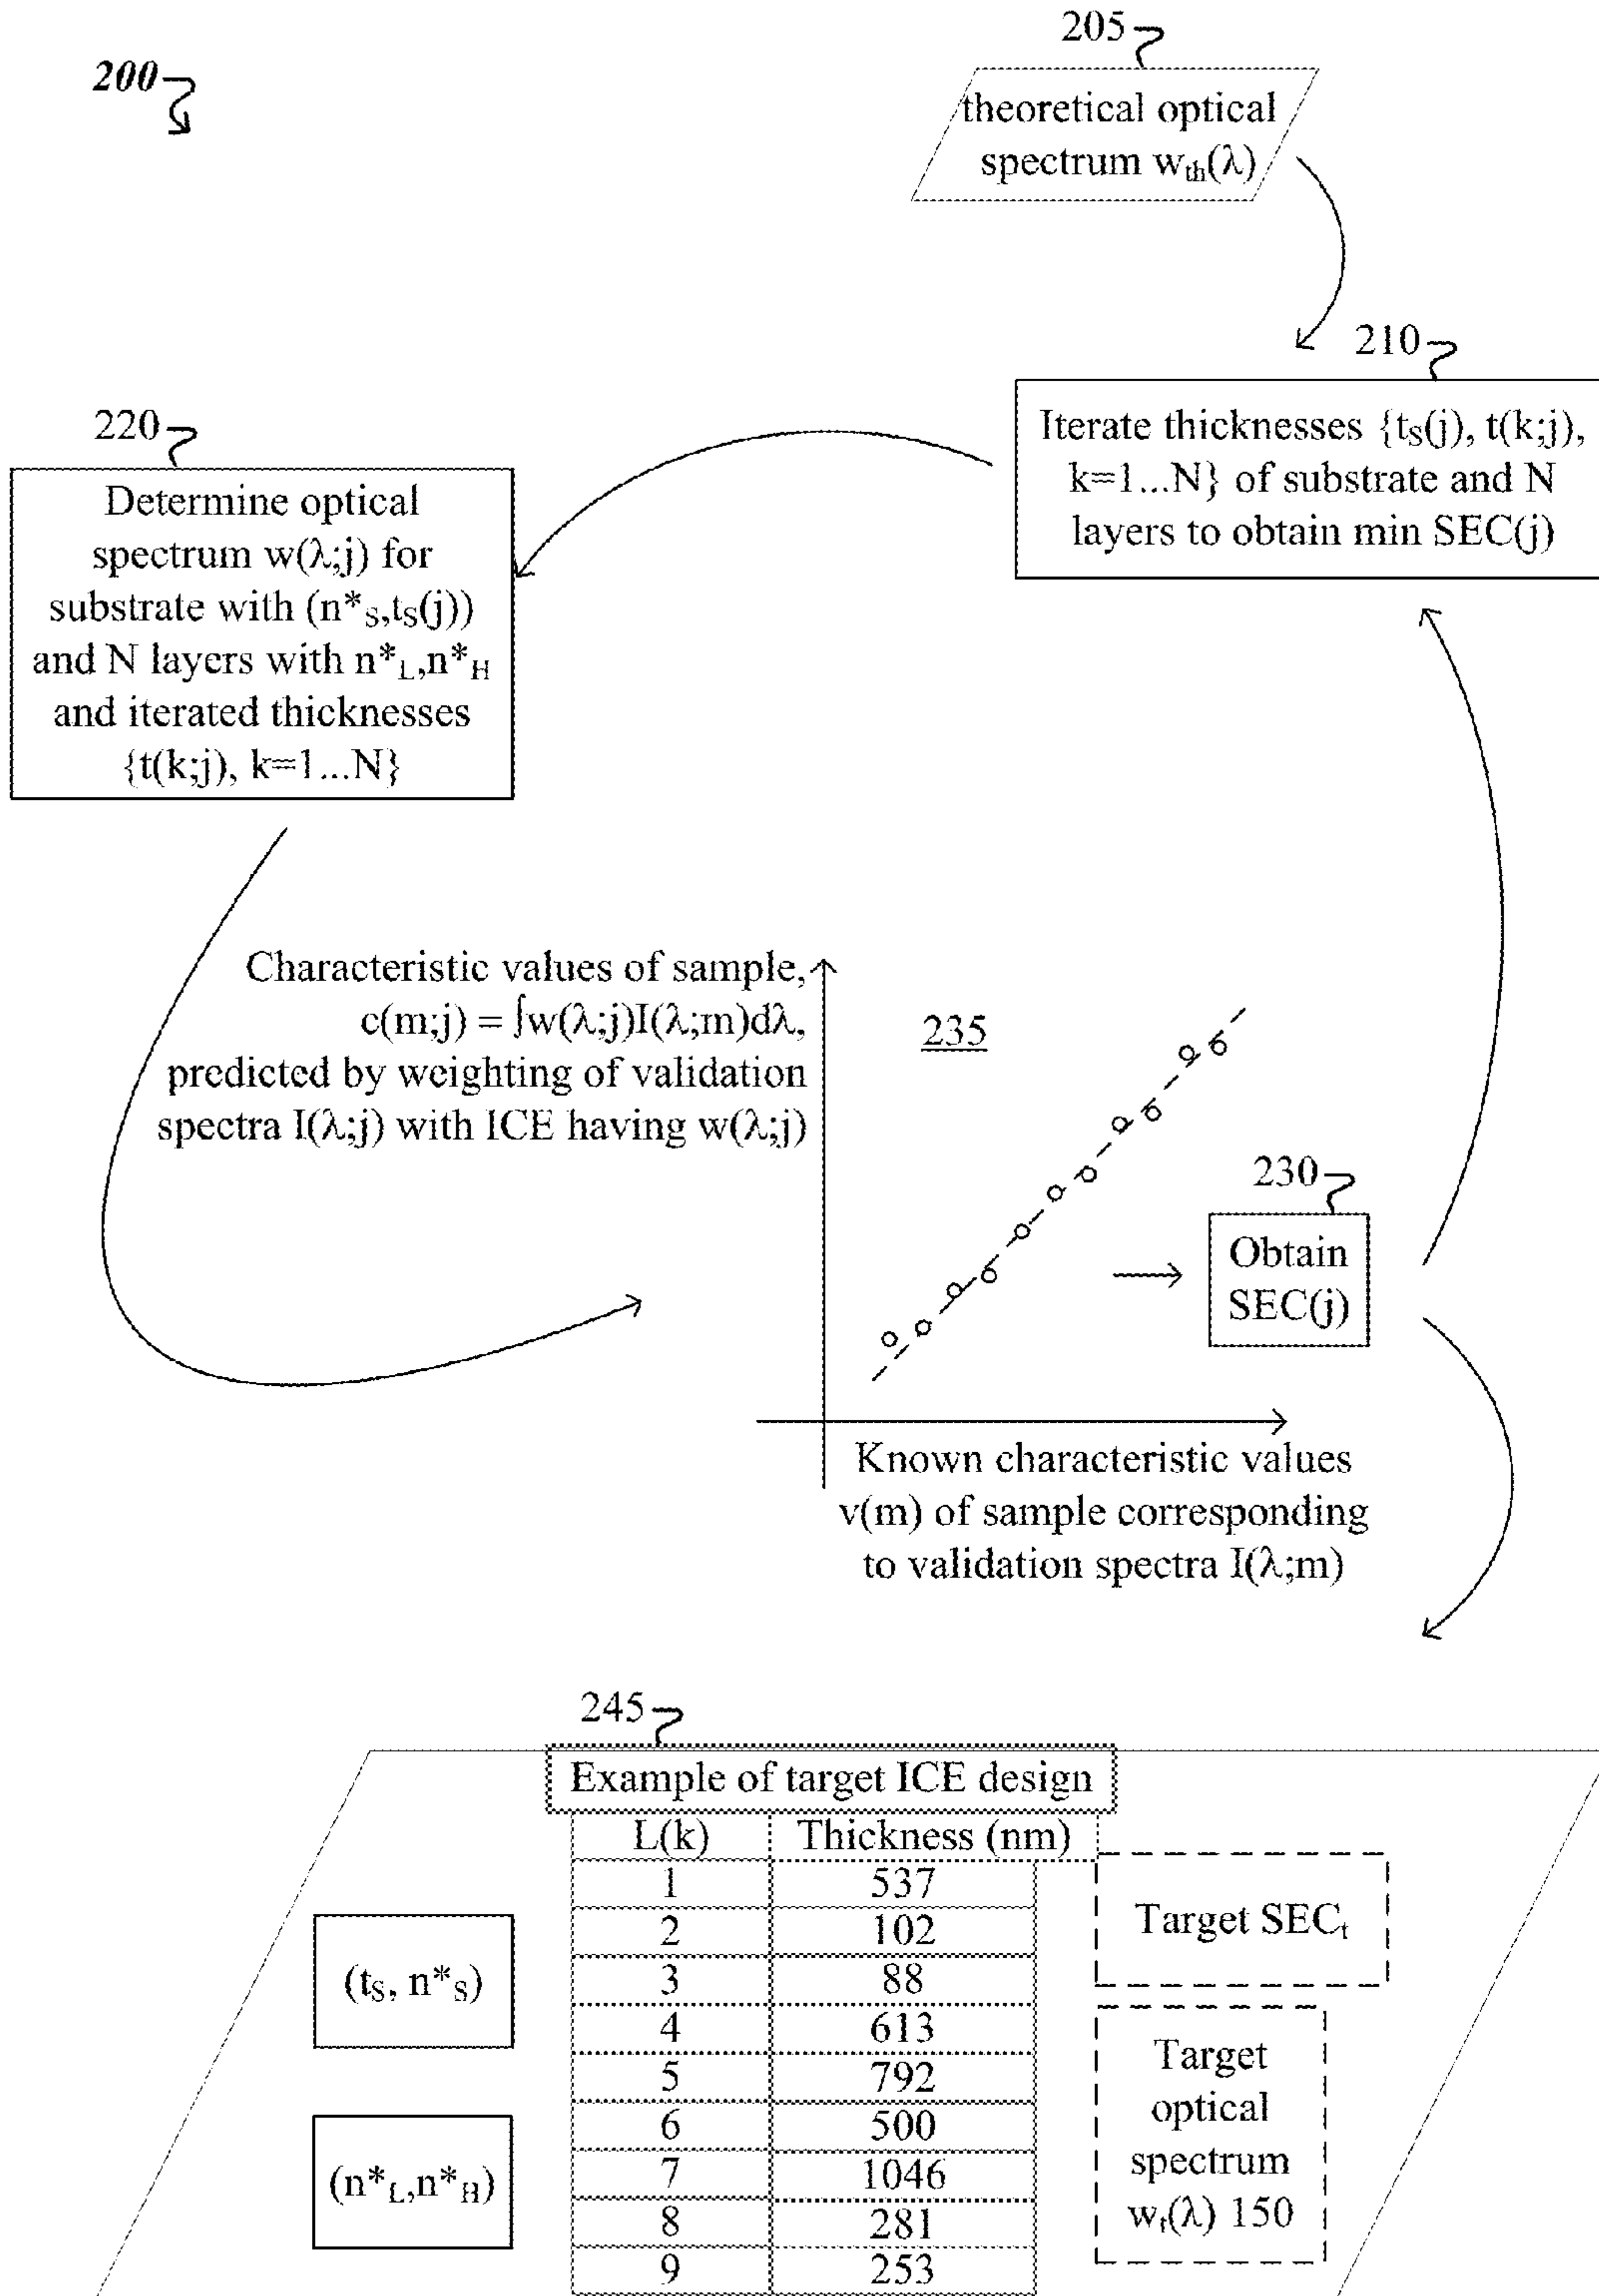 200
205
theoretical optical
spectrum wth(λ)
210
Iterate thicknesses {tS(j), t(k;j),
k=1...N} of substrate and N
layers to obtain min SEC(j)
220
Determine optical
spectrum w(λ;j) for
substrate with (n*S,tS(j))
and N layers with n*L,n*H
and iterated thicknesses
{t(k;j), k=1...N}
Characteristic values of sample,
c(m;j) = ∫w(λ;j)I(λ;m)dλ,
predicted by weighting of validation
spectra I(λ;j) with ICE having w(λ;j)
235
230
Obtain
SEC(j)
Known characteristic values
v(m) of sample corresponding
to validation spectra I(λ;m)
245
Example of target ICE design
L(k) Thickness (nm)
1 537
2 102
3 88
4 613
5 792
6 500
7 1046
8 281
9 253
(tS, n*S)
(n*L,n*H)
Target SECt
Target
optical
spectrum
wt(λ) 150